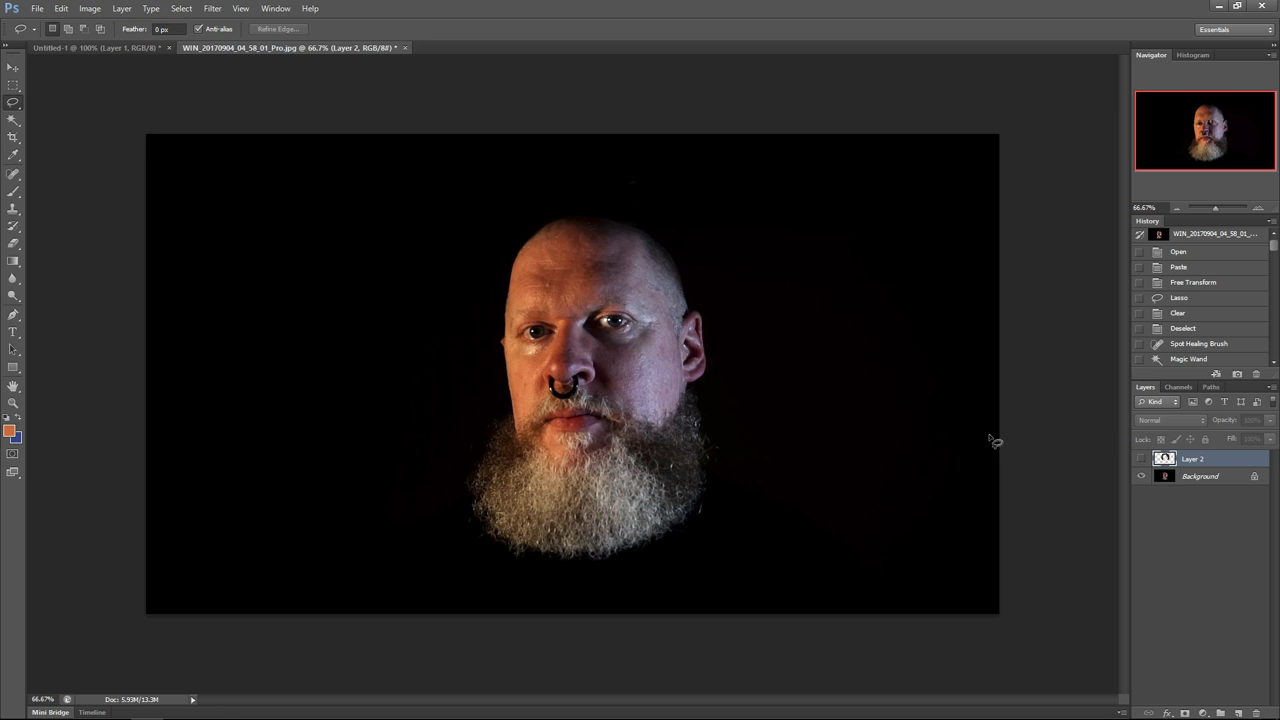 Ps File Edit Image Layer Type Select Filter View Window Help
Feather: 0 px Anti-alias Refine Edge... Essentials
Untitled-1 @ 100% (Layer 1, RGB/8) * × WIN_20170904_04_58_01_Pro.jpg @ 66.7% (Layer 2, RGB/8#) * ×
Navigator Histogram
66.67%
History
WIN_20170904_04_58_01_...
Open
Paste
Free Transform
Lasso
Clear
Deselect
Spot Healing Brush
Magic Wand
Layers Channels Paths
Kind
Normal Opacity: 100%
Lock: Fill: 100%
Layer 2
Background
66.67% Doc: 5.93M/13.3M
Mini Bridge Timeline